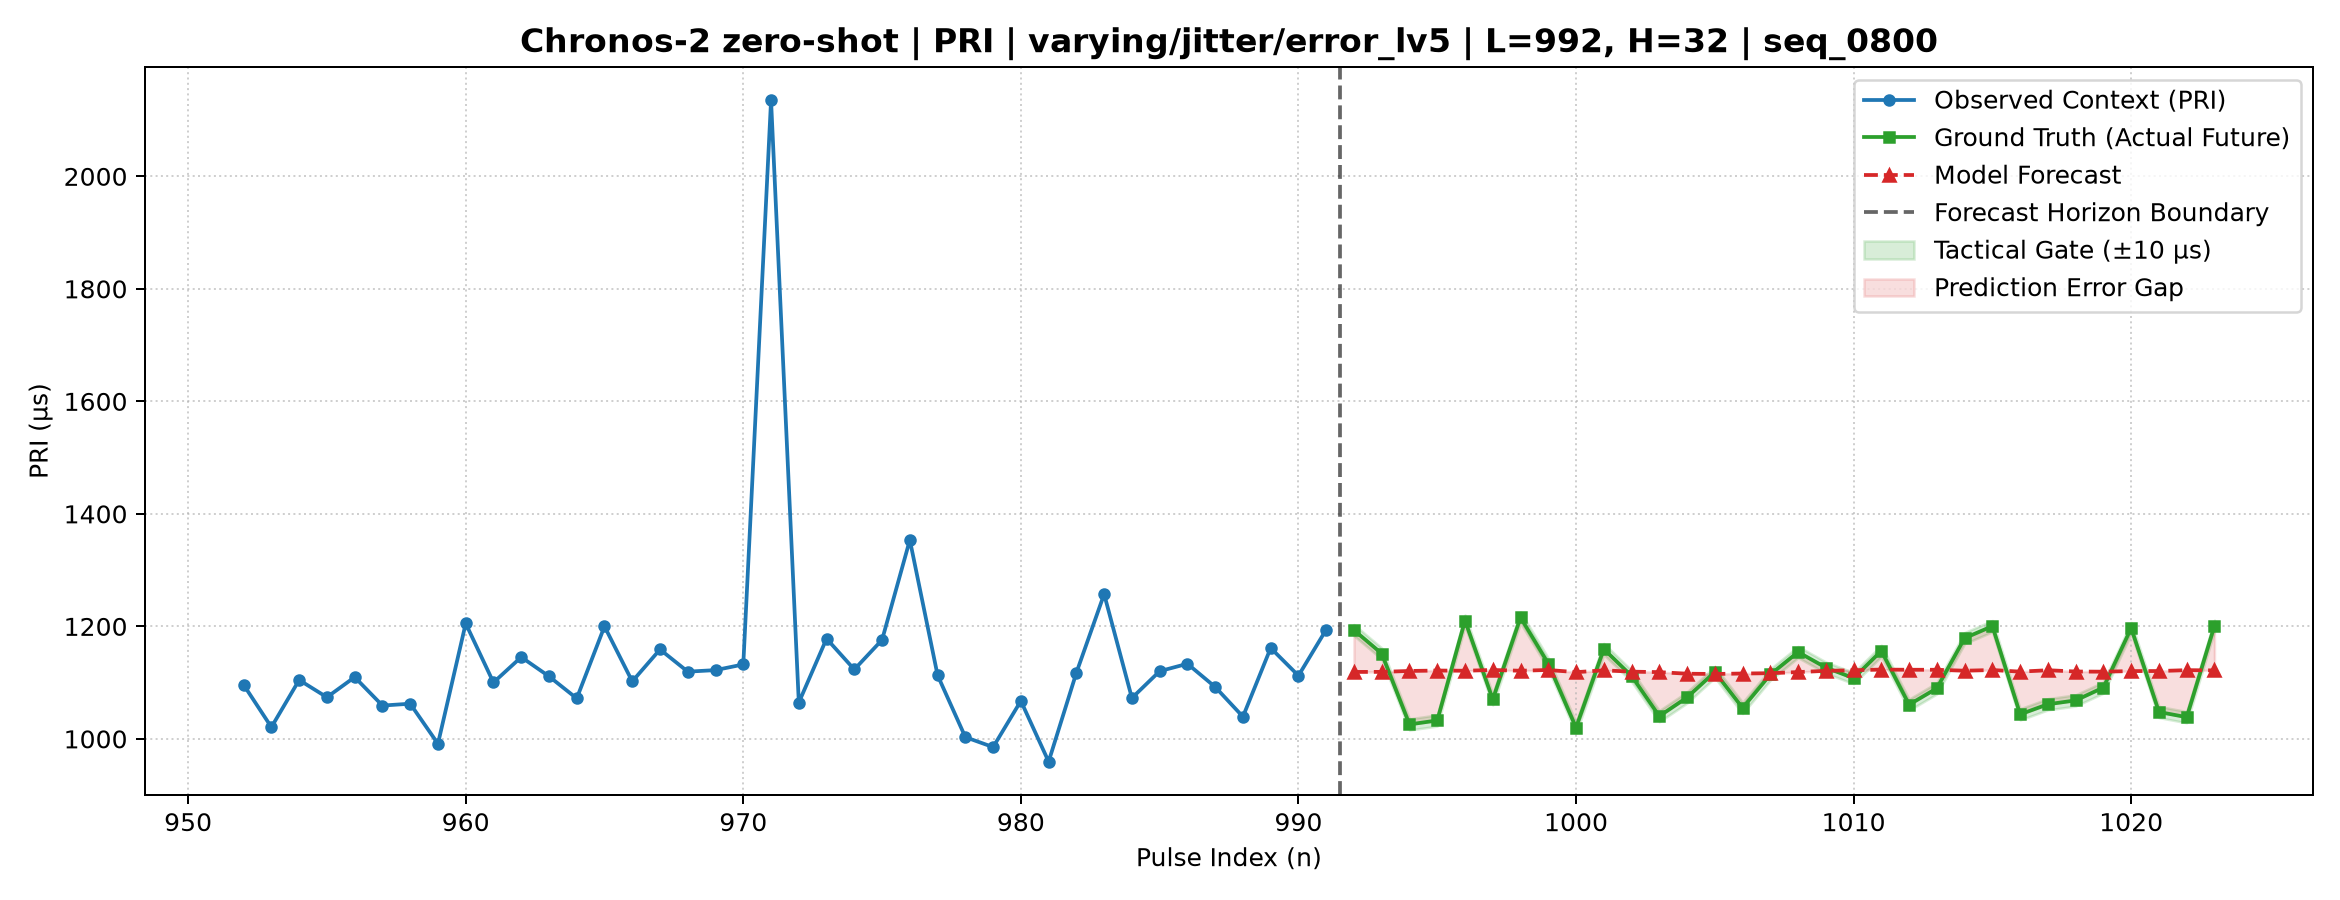 Chronos-2 zero-shot | PRI | varying/jitter/error_lv5 | L=992, H=32 | seq_0800
Observed Context (PRI)
Ground Truth (Actual Future)
Model Forecast
Forecast Horizon Boundary
Tactical Gate (±10 µs)
Prediction Error Gap
PRI (µs)
2000
1800
1600
1400
1200
1000
950 960 970 980 990 1000 1010 1020
Pulse Index (n)